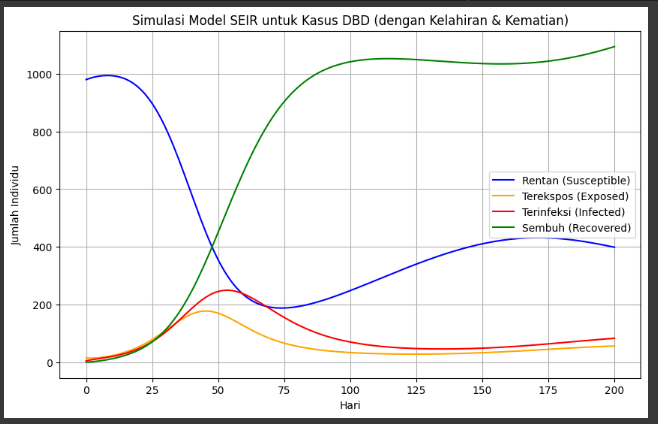 Simulasi Model SEIR untuk Kasus DBD (dengan Kelahiran & Kematian)
Jumlah Individu
1000
800
600
400
200
0
Rentan (Susceptible)
Terekspos (Exposed)
Terinfeksi (Infected)
Sembuh (Recovered)
0 25 50 75 100 125 150 175 200
Hari